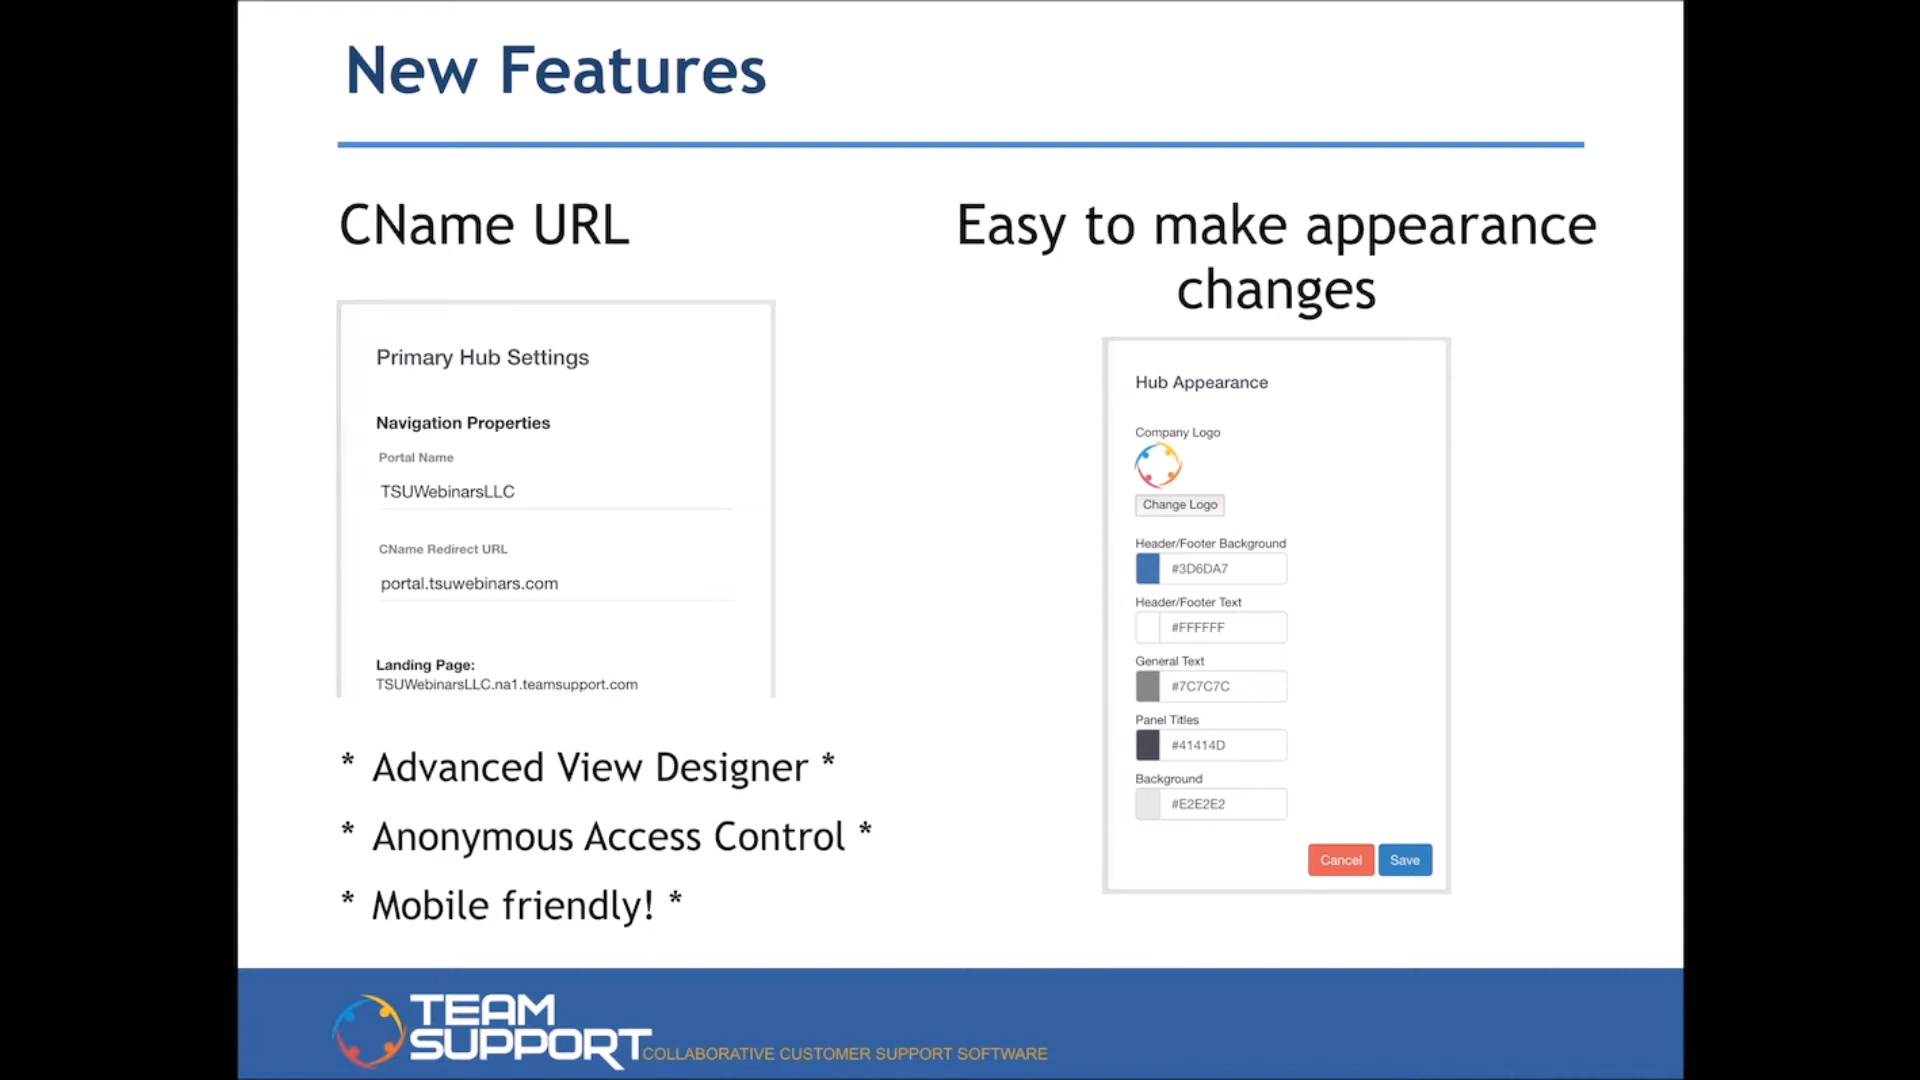 New Features
CName URL
Primary Hub Settings
Navigation Properties
Portal Name
TSUWebinarsLLC
CName Redirect URL
portal.tsuwebinars.com
Landing Page:
TSUWebinarsLLC.na1.teamsupport.com
* Advanced View Designer *
* Anonymous Access Control *
* Mobile friendly! *
Easy to make appearance
changes
Hub Appearance
Company Logo
Change Logo
Header/Footer Background
#3D6DA7
Header/Footer Text
#FFFFFF
General Text
#7C7C7C
Panel Titles
#41414D
Background
#E2E2E2
Cancel Save
TEAM
SUPPORT
COLLABORATIVE CUSTOMER SUPPORT SOFTWARE